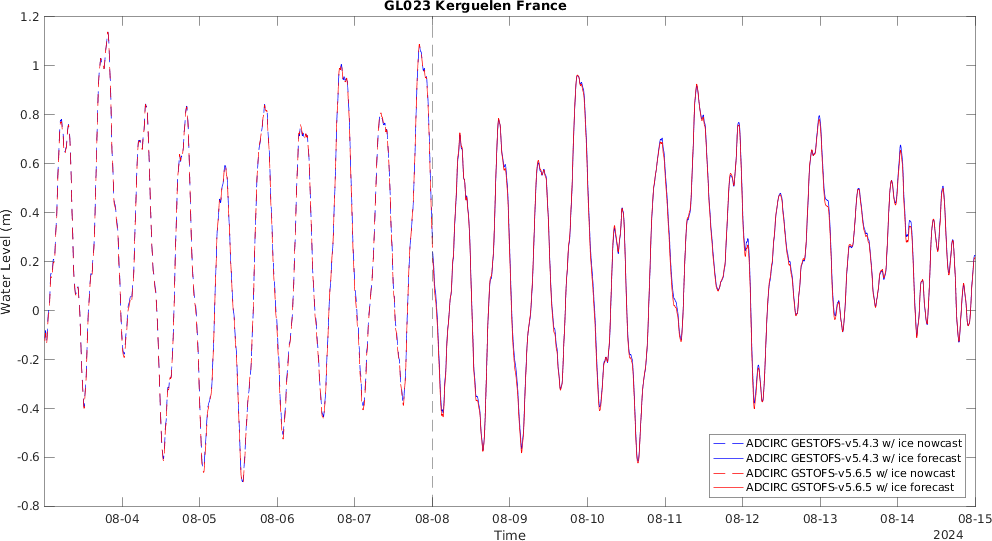 GL023 Kerguelen France
1.2
1
0.8
0.6
0.4
0.2
0
-0.2
-0.4
-0.6
-0.8
Water Level (m)
ADCIRC GESTOFS-v5.4.3 w/ ice nowcast
ADCIRC GESTOFS-v5.4.3 w/ ice forecast
ADCIRC GSTOFS-v5.6.5 w/ ice nowcast
ADCIRC GSTOFS-v5.6.5 w/ ice forecast
08-04 08-05 08-06 08-07 08-08 08-09 08-10 08-11 08-12 08-13 08-14 08-15
Time
2024